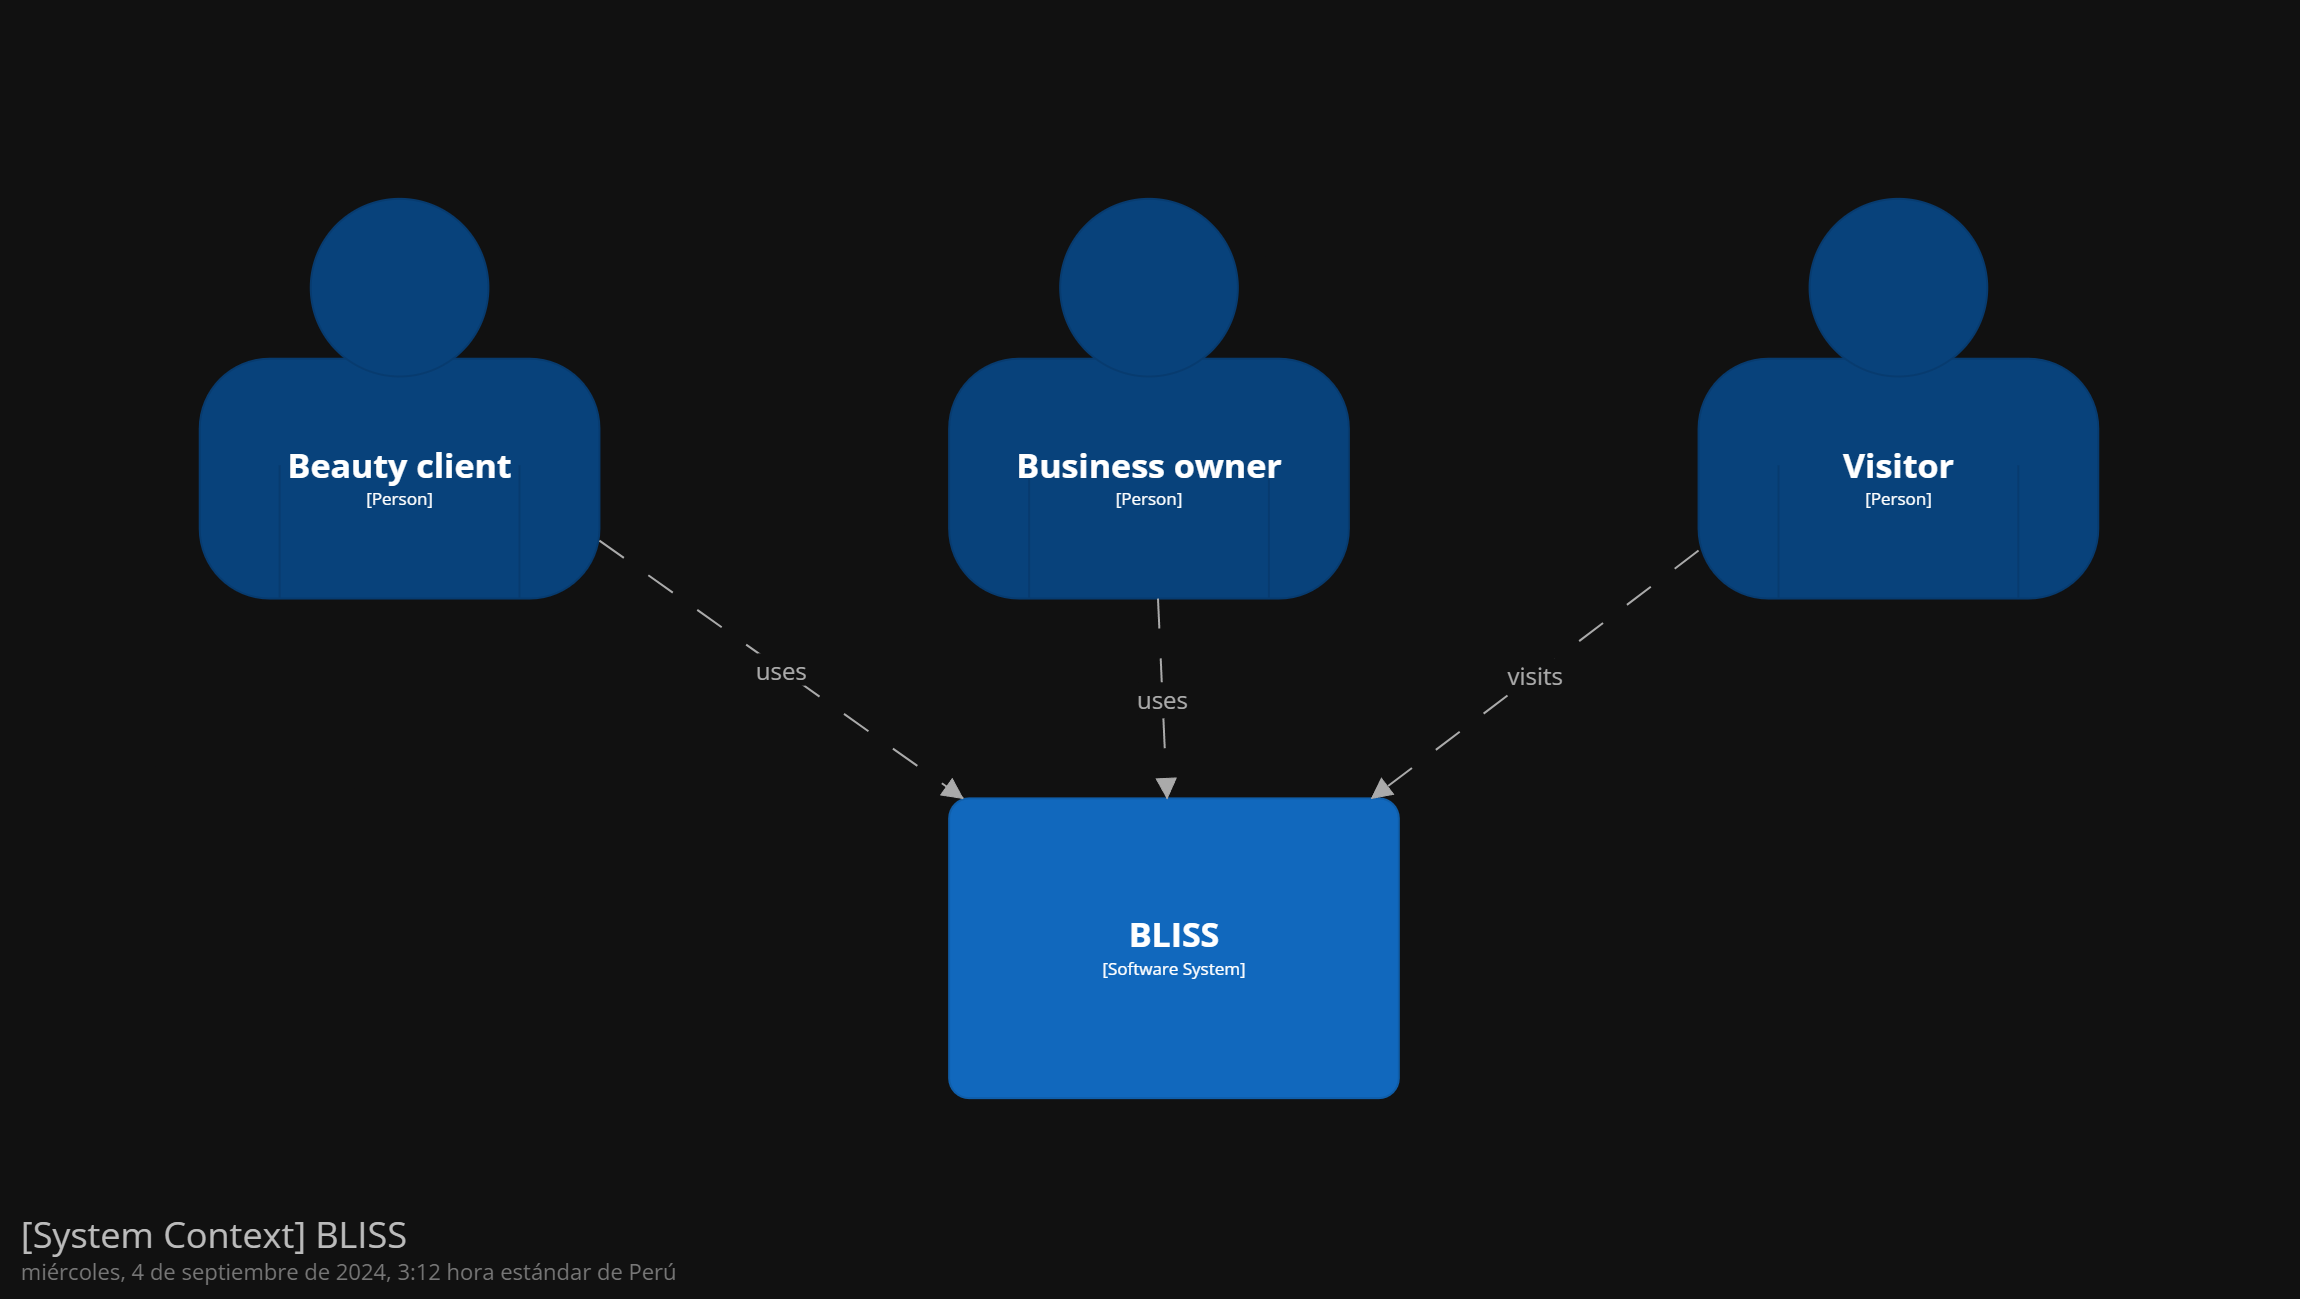 Beauty client
[Person]
Business owner
[Person]
Visitor
[Person]
uses
uses
visits
BLISS
[Software System]
[System Context] BLISS
miércoles, 4 de septiembre de 2024, 3:12 hora estándar de Perú